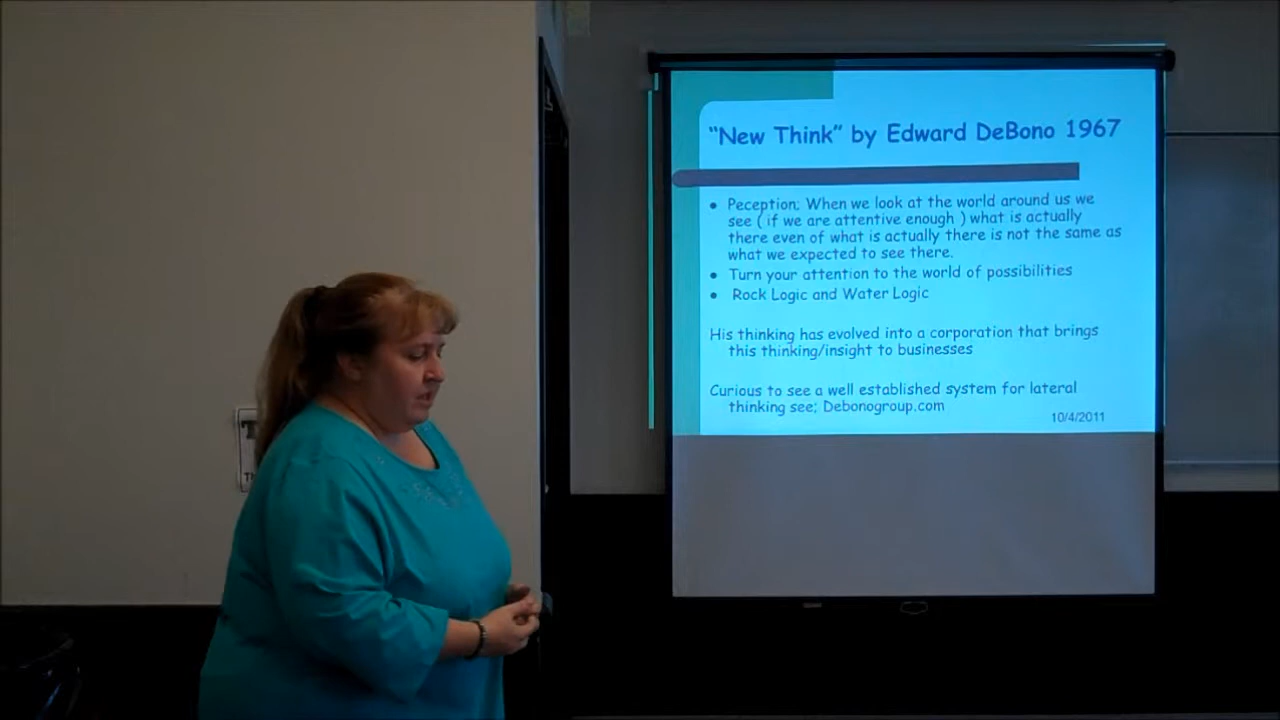 “New Think” by Edward DeBono 1967
• Peception; When we look at the world around us we
see ( if we are attentive enough ) what is actually
there even of what is actually there is not the same as
what we expected to see there.
• Turn your attention to the world of possibilities
• Rock Logic and Water Logic
His thinking has evolved into a corporation that brings
this thinking/insight to businesses
Curious to see a well established system for lateral
thinking see; Debonogroup.com
10/4/2011